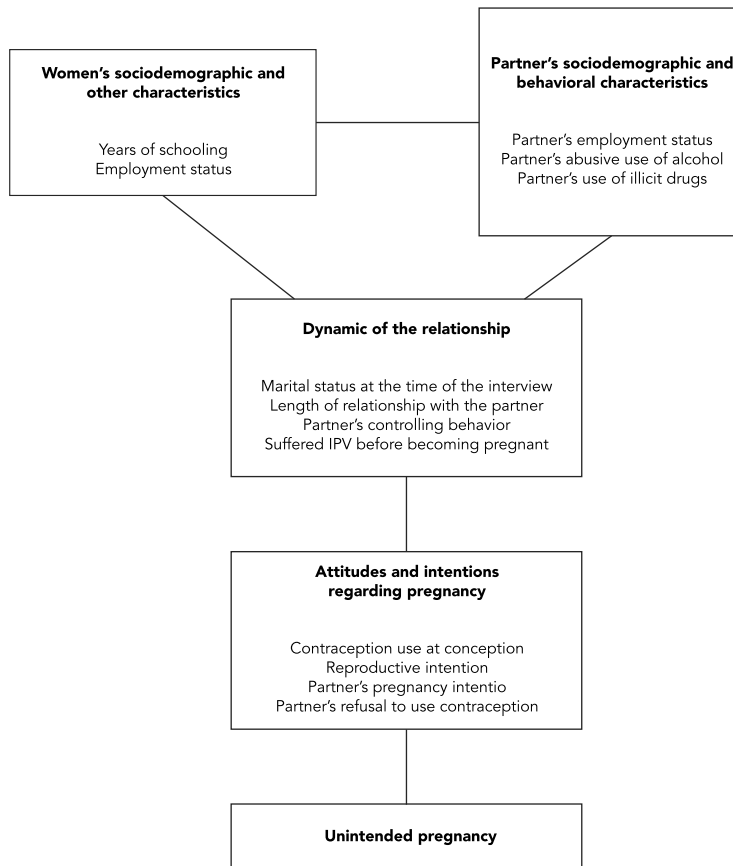 Women’s sociodemographic and
other characteristics
Years of schooling
Employment status
Partner’s sociodemographic and
behavioral characteristics
Partner’s employment status
Partner’s abusive use of alcohol
Partner’s use of illicit drugs
Dynamic of the relationship
Marital status at the time of the interview
Length of relationship with the partner
Partner’s controlling behavior
Suffered IPV before becoming pregnant
Attitudes and intentions
regarding pregnancy
Contraception use at conception
Reproductive intention
Partner’s pregnancy intentio
Partner’s refusal to use contraception
Unintended pregnancy